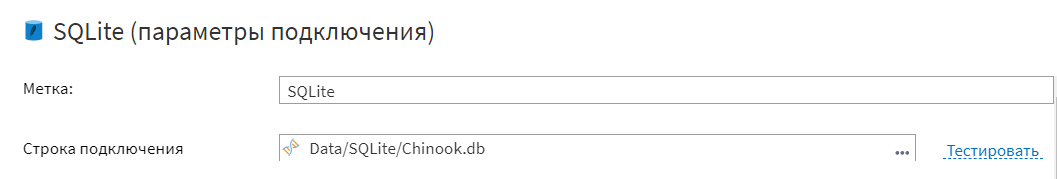 SQLite (параметры подключения)
Метка:
SQLite
Строка подключения
Data/SQLite/Chinook.db
...
Тестировать